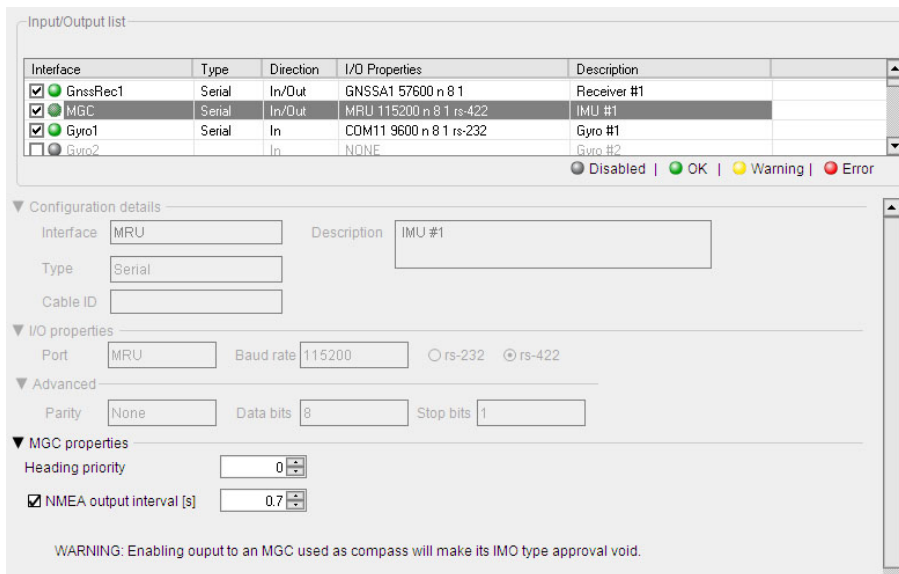 Input/Output list
Interface Type Direction I/O Properties Description
GnssRec1 Serial In/Out GNSSA1 57600 n 8 1 Receiver #1
MGC Serial In/Out MRU 115200 n 8 1 rs-422 IMU #1
Gyro1 Serial In COM11 9600 n 8 1 rs-232 Gyro #1
Gyro2 In NONE Gyro #2
Disabled | OK | Warning | Error
Configuration details
Interface MRU Description IMU #1
Type Serial
Cable ID
I/O properties
Port MRU Baud rate 115200 rs-232 rs-422
Advanced
Parity None Data bits 8 Stop bits 1
MGC properties
Heading priority 0
NMEA output interval [s] 0.7
WARNING: Enabling ouput to an MGC used as compass will make its IMO type approval void.